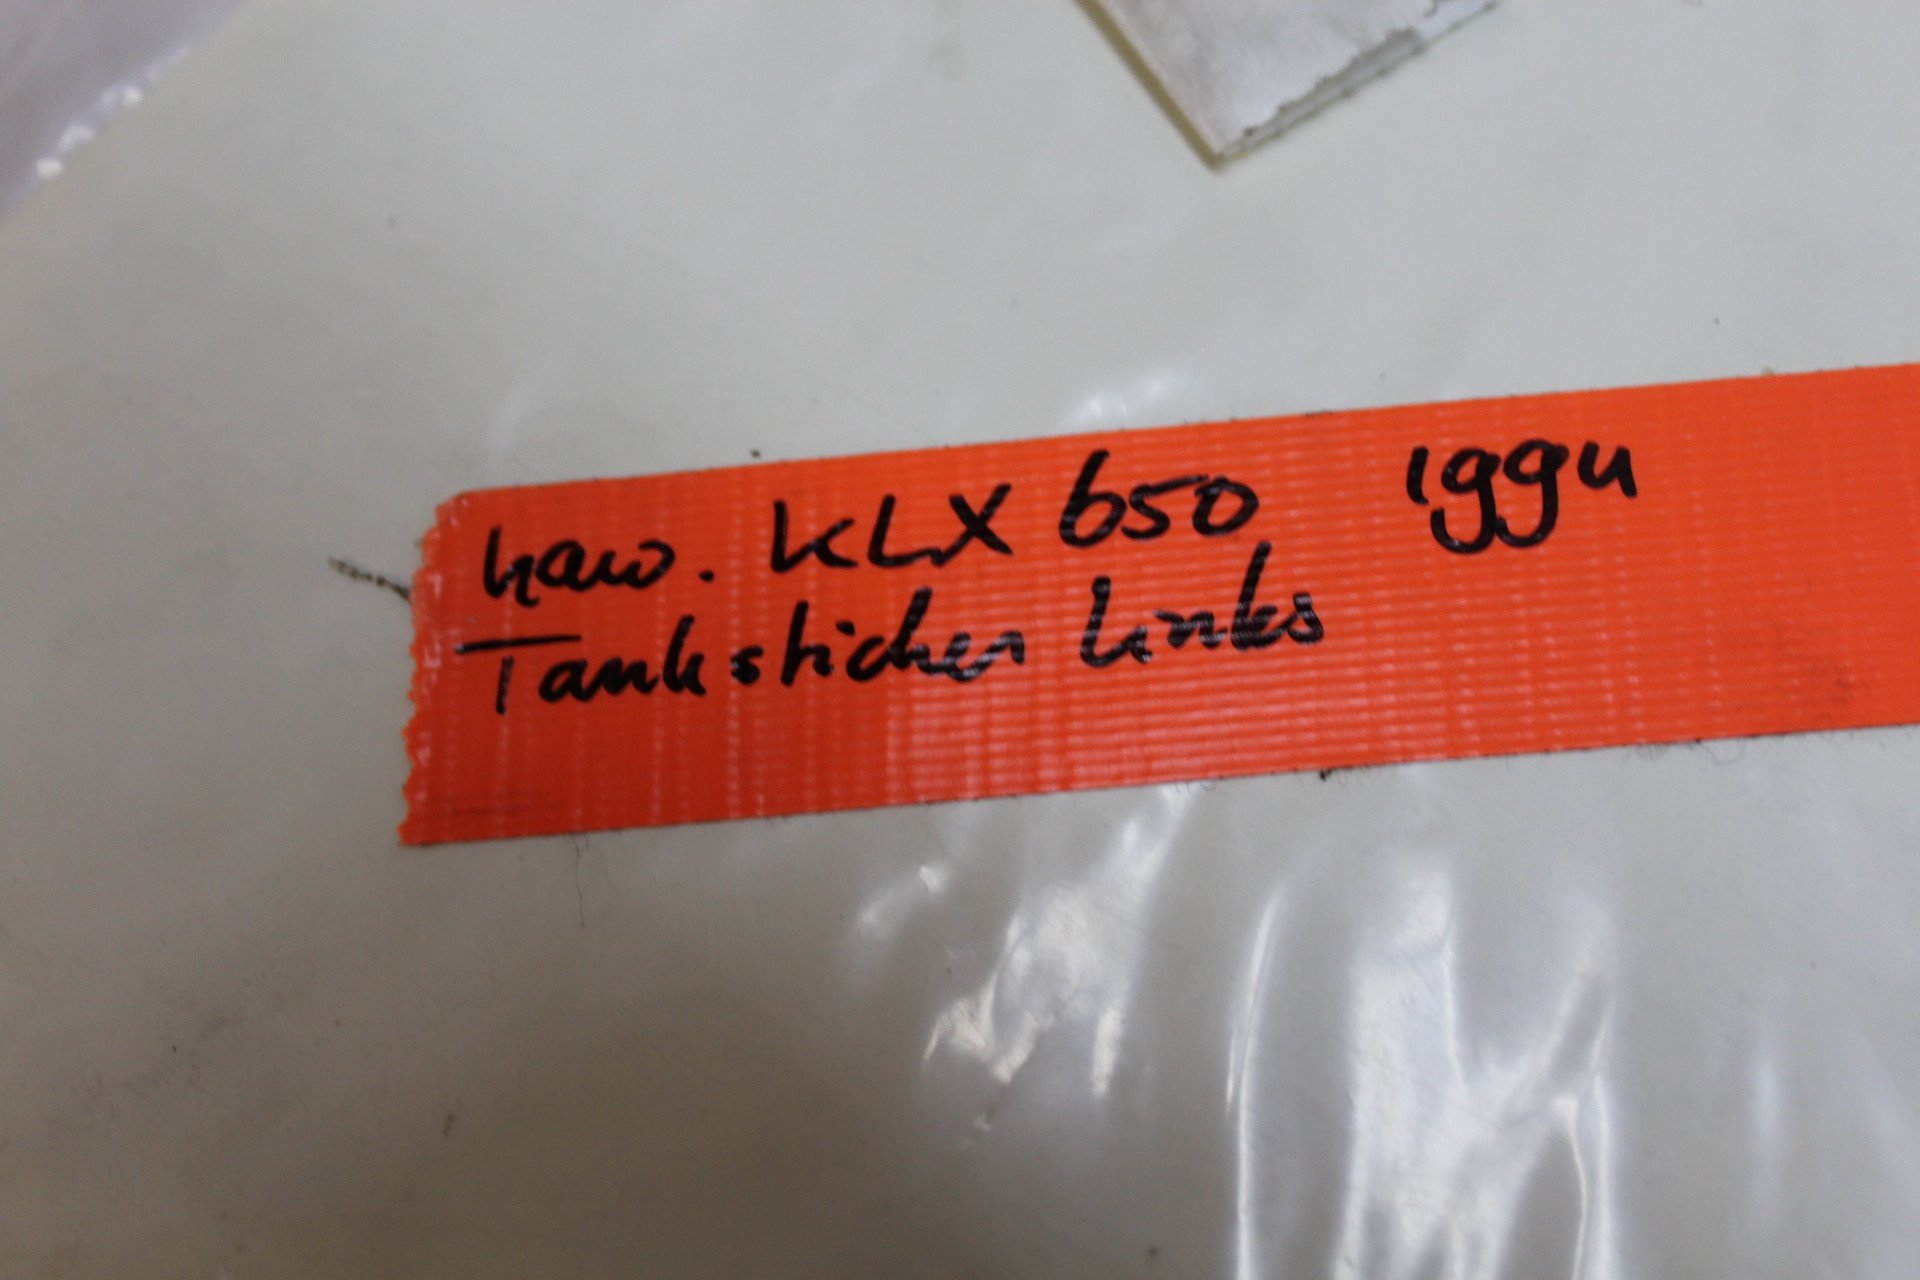 Kaw. KLX 650 1994
Tanksticker links